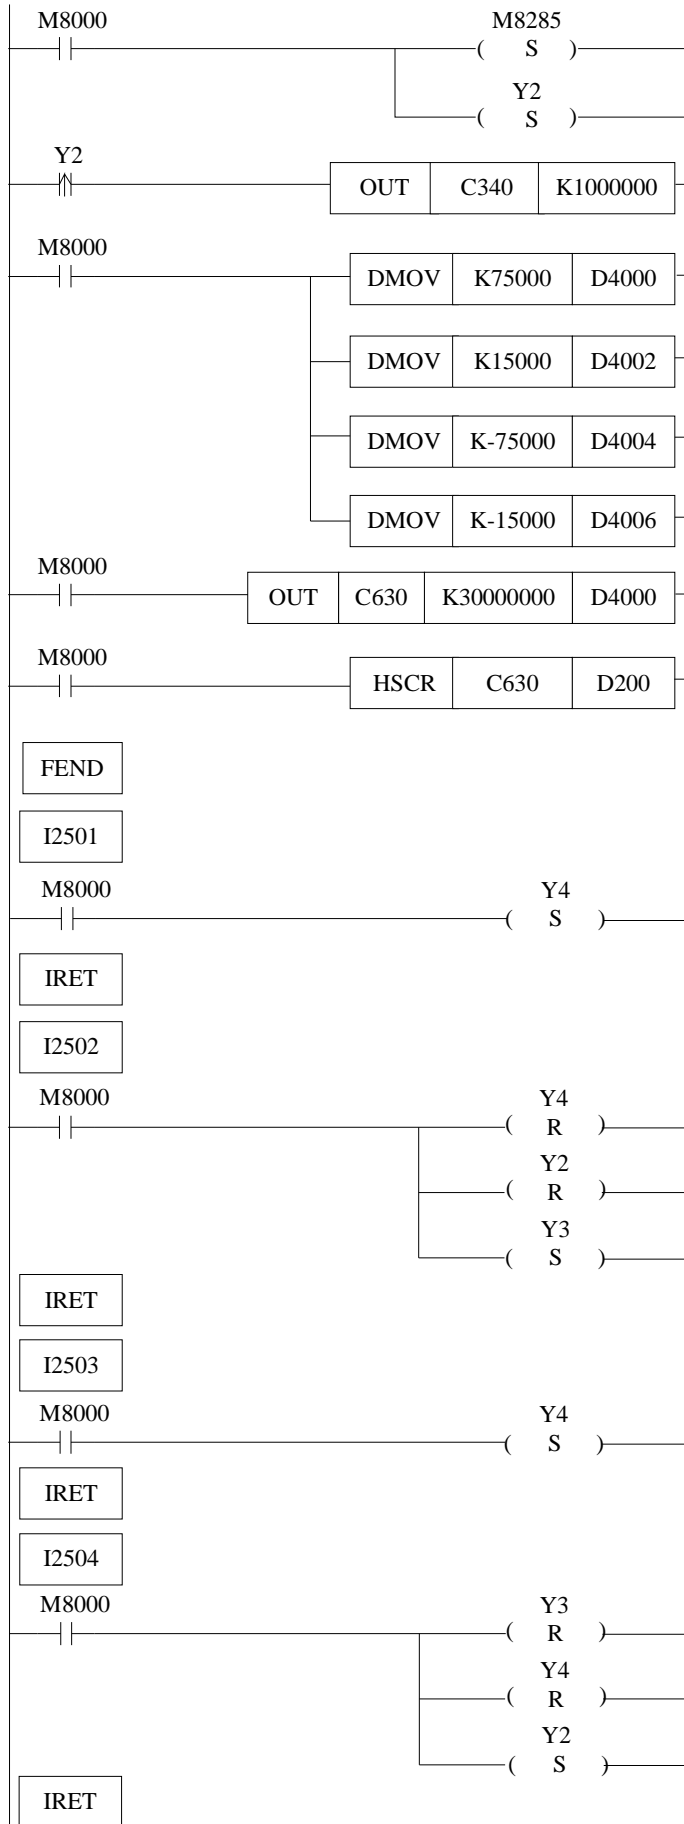 M8000 M8285
( S )
Y2
( S )
Y2
OUT C340 K1000000
M8000
DMOV K75000 D4000
DMOV K15000 D4002
DMOV K-75000 D4004
DMOV K-15000 D4006
M8000
OUT C630 K30000000 D4000
M8000
HSCR C630 D200
FEND
I2501
M8000 Y4
( S )
IRET
I2502
M8000 Y4
( R )
Y2
( R )
Y3
( S )
IRET
I2503
M8000 Y4
( S )
IRET
I2504
M8000 Y3
( R )
Y4
( R )
Y2
( S )
IRET